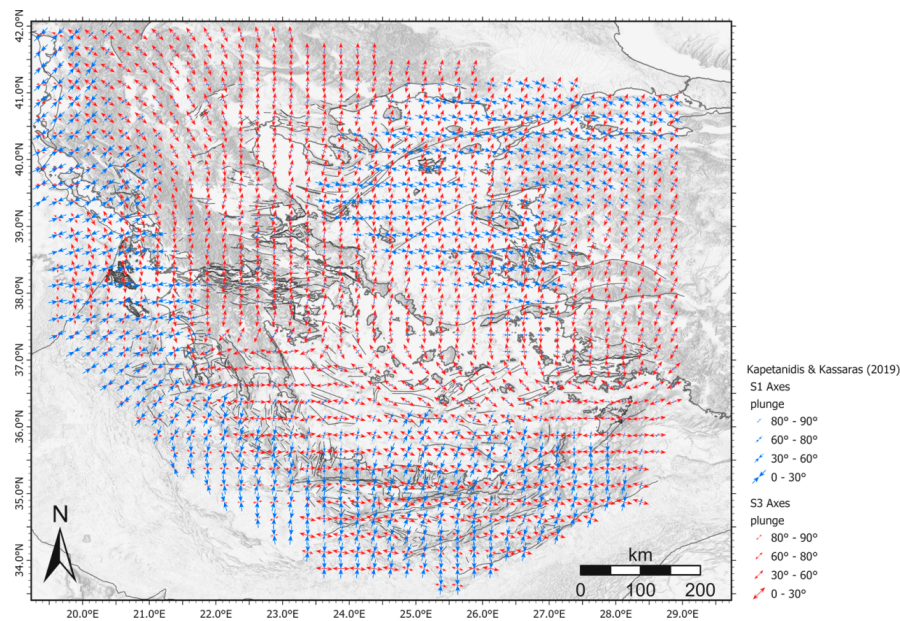 42.0°N
41.0°N
40.0°N
39.0°N
38.0°N
37.0°N
36.0°N
35.0°N
34.0°N
N
km
0 100 200
20.0°E 21.0°E 22.0°E 23.0°E 24.0°E 25.0°E 26.0°E 27.0°E 28.0°E 29.0°E
Kapetanidis & Kassaras (2019)
S1 Axes
plunge
80° - 90°
60° - 80°
30° - 60°
0 - 30°
S3 Axes
plunge
80° - 90°
60° - 80°
30° - 60°
0 - 30°